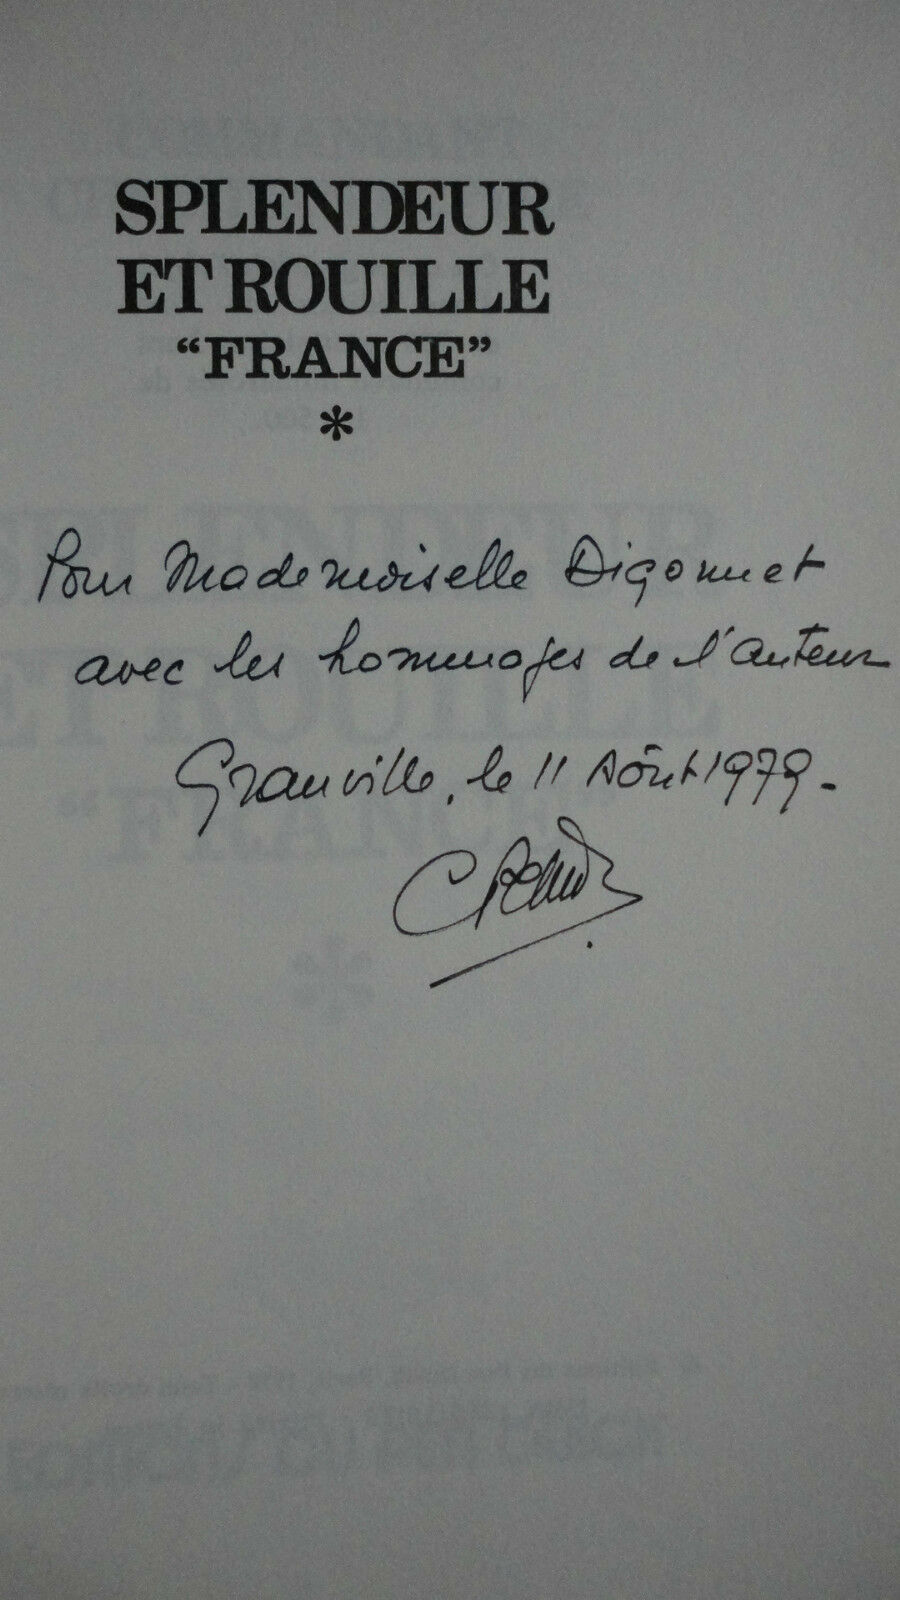 SPLENDEUR
ET ROUILLE
“FRANCE”
*
Pour Mademoiselle Digonnet
avec les hommages de l'auteur
Granville, le 11 Août 1979.